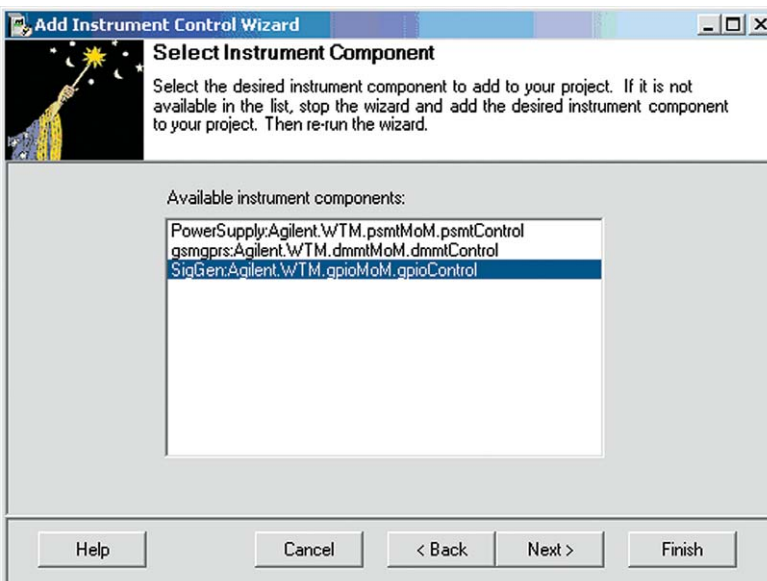 Add Instrument Control Wizard
Select Instrument Component
Select the desired instrument component to add to your project. If it is not
available in the list, stop the wizard and add the desired instrument component
to your project. Then re-run the wizard.
Available instrument components:
PowerSupply:Agilent.WTM.psmtMoM.psmtControl
gsmgprs:Agilent.WTM.dmmtMoM.dmmtControl
SigGen:Agilent.WTM.gpioMoM.gpioControl
Help Cancel < Back Next > Finish